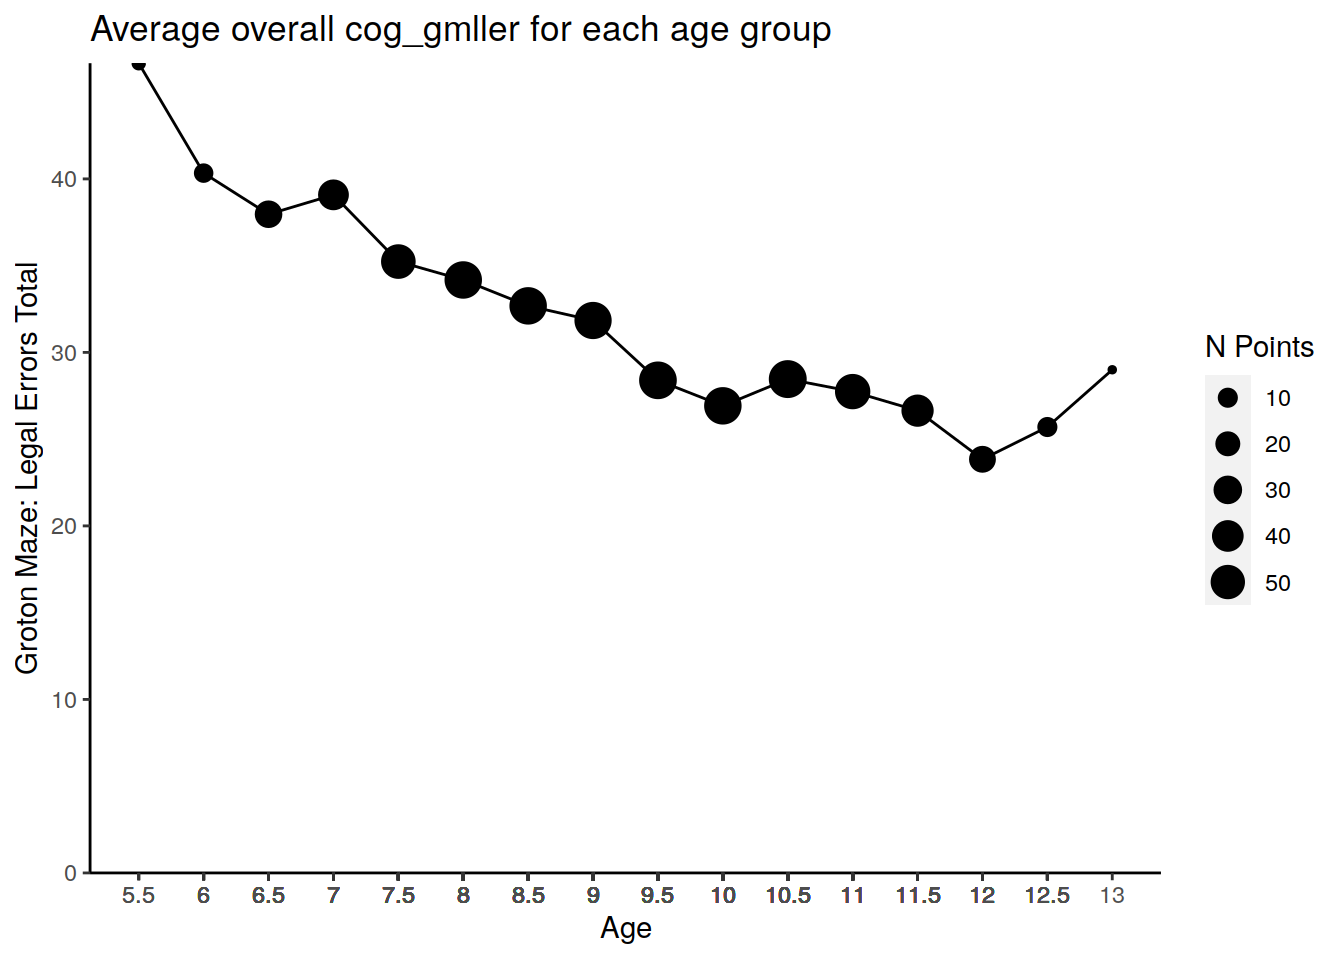 Average overall cog_gmller for each age group
Groton Maze: Legal Errors Total
40
30
20
10
0
5.5 6 6.5 7 7.5 8 8.5 9 9.5 10 10.5 11 11.5 12 12.5 13
Age
N Points
10
20
30
40
50